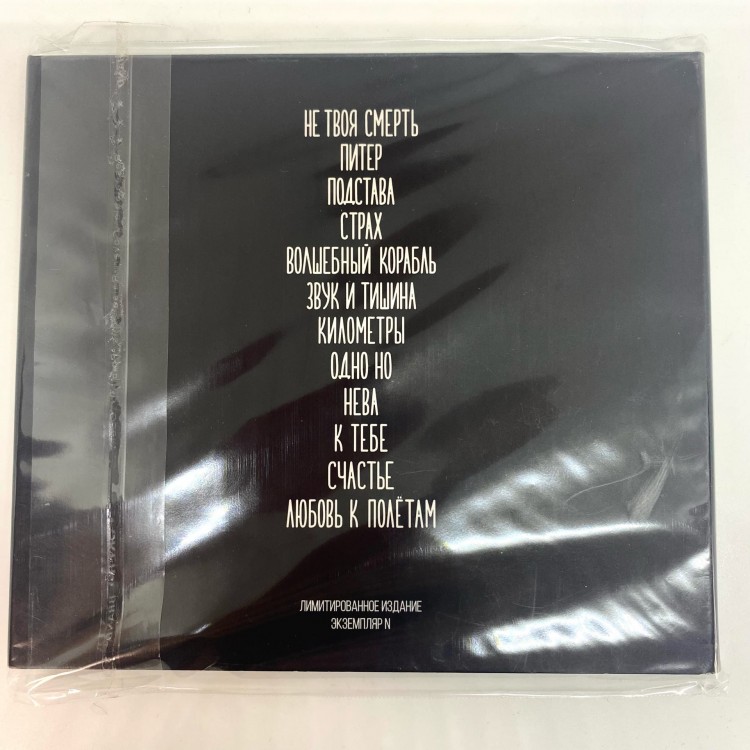 НЕ ТВОЯ СМЕРТЬ
ПИТЕР
ПОДСТАВА
СТРАХ
ВОЛШЕБНЫЙ КОРАБЛЬ
ЗВУК И ТИШИНА
КИЛОМЕТРЫ
ОДНО НО
НЕВА
К ТЕБЕ
СЧАСТЬЕ
ЛЮБОВЬ К ПОЛЁТАМ
ЛИМИТИРОВАННОЕ ИЗДАНИЕ
ЭКЗЕМПЛЯР N